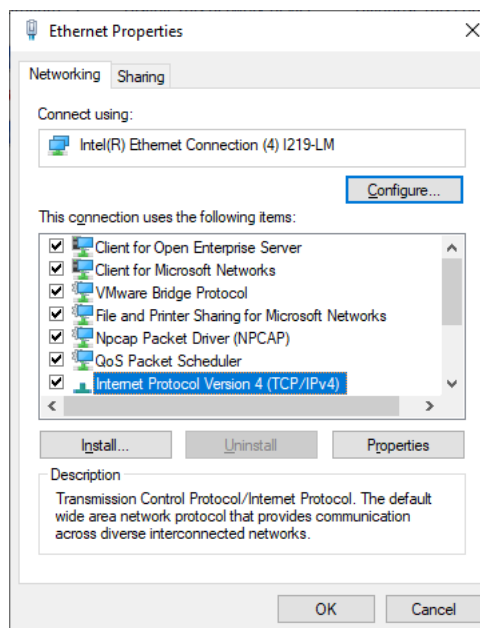 Ethernet Properties
Networking
Sharing
Connect using:
Intel(R) Ethernet Connection (4) I219-LM
Configure...
This connection uses the following items:
Client for Open Enterprise Server
Client for Microsoft Networks
VMware Bridge Protocol
File and Printer Sharing for Microsoft Networks
Npcap Packet Driver (NPCAP)
QoS Packet Scheduler
Internet Protocol Version 4 (TCP/IPv4)
Install...
Uninstall
Properties
Description
Transmission Control Protocol/Internet Protocol. The default
wide area network protocol that provides communication
across diverse interconnected networks.
OK
Cancel